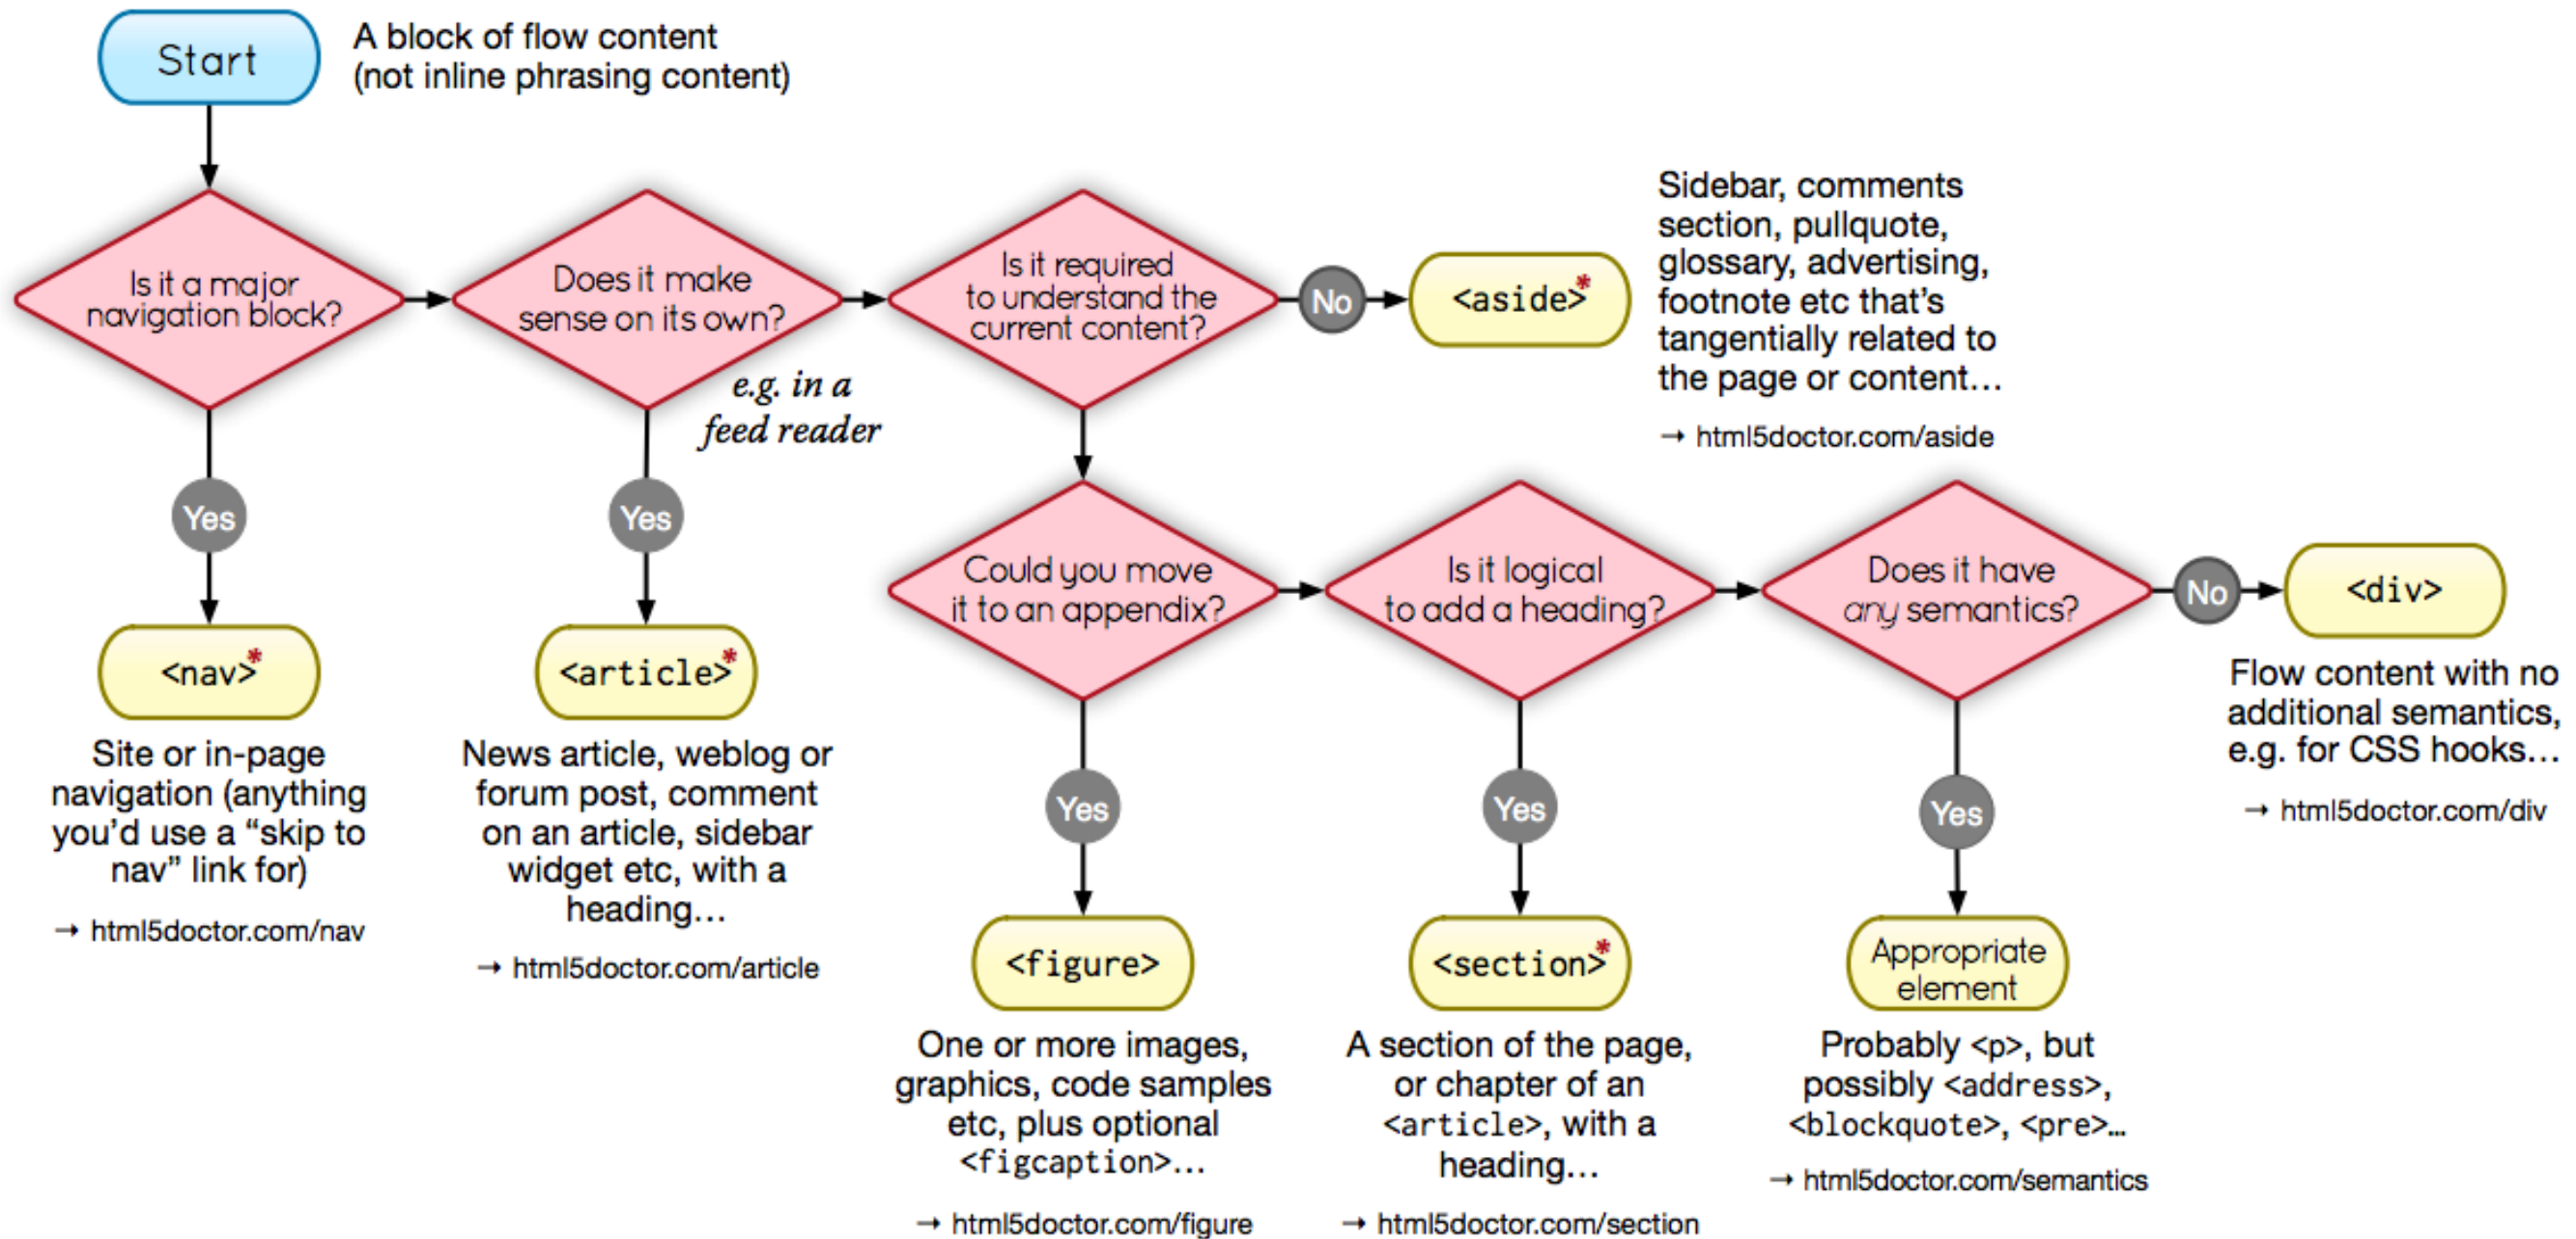 Start
A block of flow content
(not inline phrasing content)
Is it a major
navigation block?
Does it make
sense on its own?
e.g. in a
feed reader
Is it required
to understand the
current content?
No
<aside>*
Sidebar, comments
section, pullquote,
glossary, advertising,
footnote etc that’s
tangentially related to
the page or content…
→ html5doctor.com/aside
Yes
<nav>*
Site or in-page
navigation (anything
you’d use a “skip to
nav” link for)
→ html5doctor.com/nav
Yes
<article>*
News article, weblog or
forum post, comment
on an article, sidebar
widget etc, with a
heading…
→ html5doctor.com/article
Could you move
it to an appendix?
Is it logical
to add a heading?
Does it have
any semantics?
No
<div>
Flow content with no
additional semantics,
e.g. for CSS hooks…
→ html5doctor.com/div
Yes
<figure>
One or more images,
graphics, code samples
etc, plus optional
<figcaption>…
→ html5doctor.com/figure
Yes
<section>*
A section of the page,
or chapter of an
<article>, with a
heading…
→ html5doctor.com/section
Yes
Appropriate
element
Probably <p>, but
possibly <address>,
<blockquote>, <pre>…
→ html5doctor.com/semantics